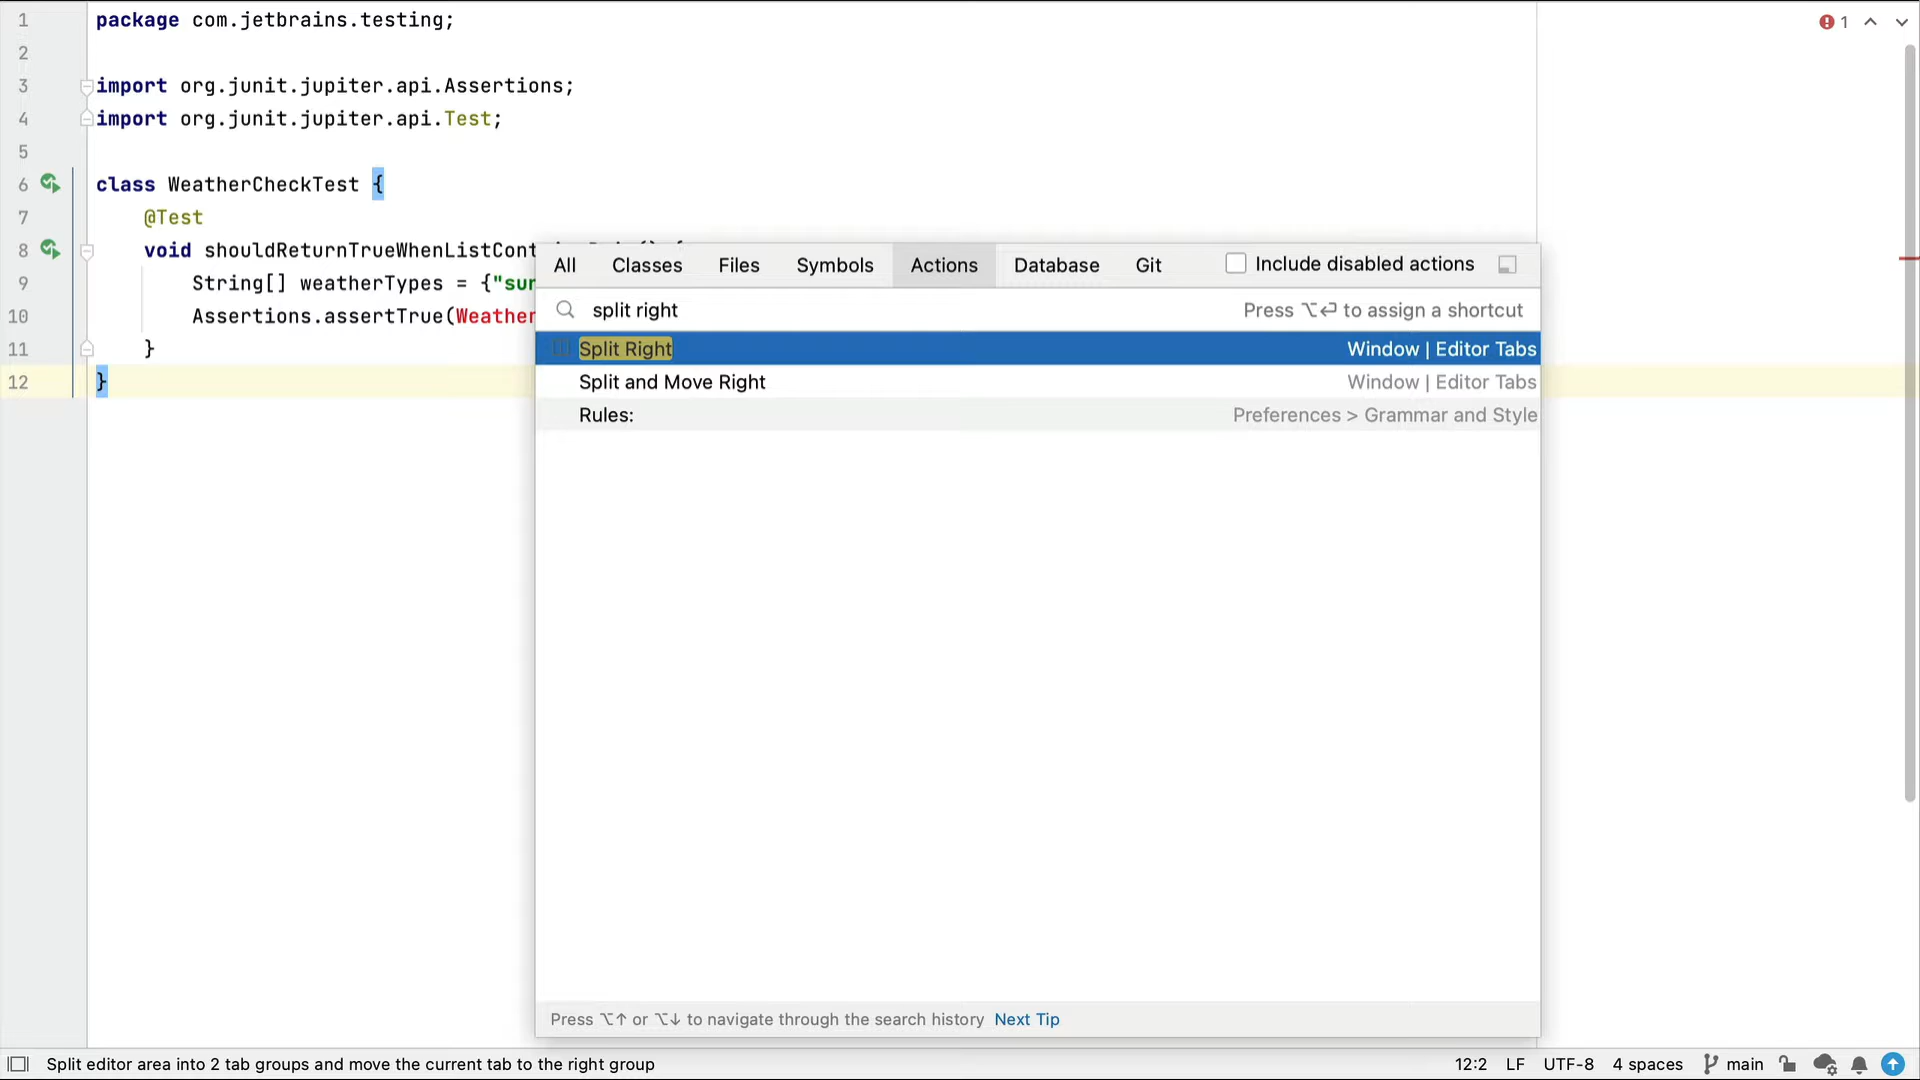 1 package com.jetbrains.testing;
2
3 import org.junit.jupiter.api.Assertions;
4 import org.junit.jupiter.api.Test;
5
6 class WeatherCheckTest {
7 @Test
8 void shouldReturnTrueWhenListCont
9 String[] weatherTypes = {"sun
10 Assertions.assertTrue(Weather
11 }
12 }
1
All Classes Files Symbols Actions Database Git Include disabled actions
split right Press ⌥⏎ to assign a shortcut
Split Right Window | Editor Tabs
Split and Move Right Window | Editor Tabs
Rules: Preferences > Grammar and Style
Press ⌥↑ or ⌥↓ to navigate through the search history Next Tip
Split editor area into 2 tab groups and move the current tab to the right group 12:2 LF UTF-8 4 spaces main